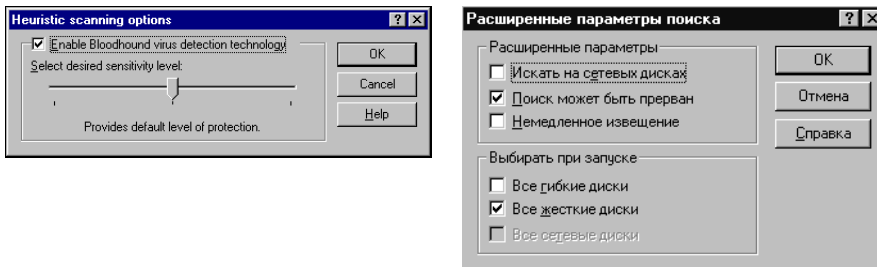 Heuristic scanning options
Enable Bloodhound virus detection technology
Select desired sensitivity level:
Provides default level of protection.
OK
Cancel
Help
Расширенные параметры поиска
Расширенные параметры
Искать на сетевых дисках
Поиск может быть прерван
Немедленное извещение
Выбирать при запуске
Все гибкие диски
Все жесткие диски
Все сетевые диски
OK
Отмена
Справка